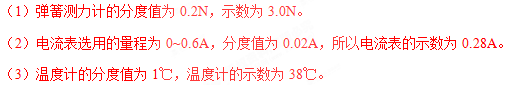 （1）弹簧测力计的分度值为 0.2N，示数为 3.0N。
（2）电流表选用的量程为 0~0.6A，分度值为 0.02A，所以电流表的示数为 0.28A。
（3）温度计的分度值为 1℃，温度计的示数为 38℃。